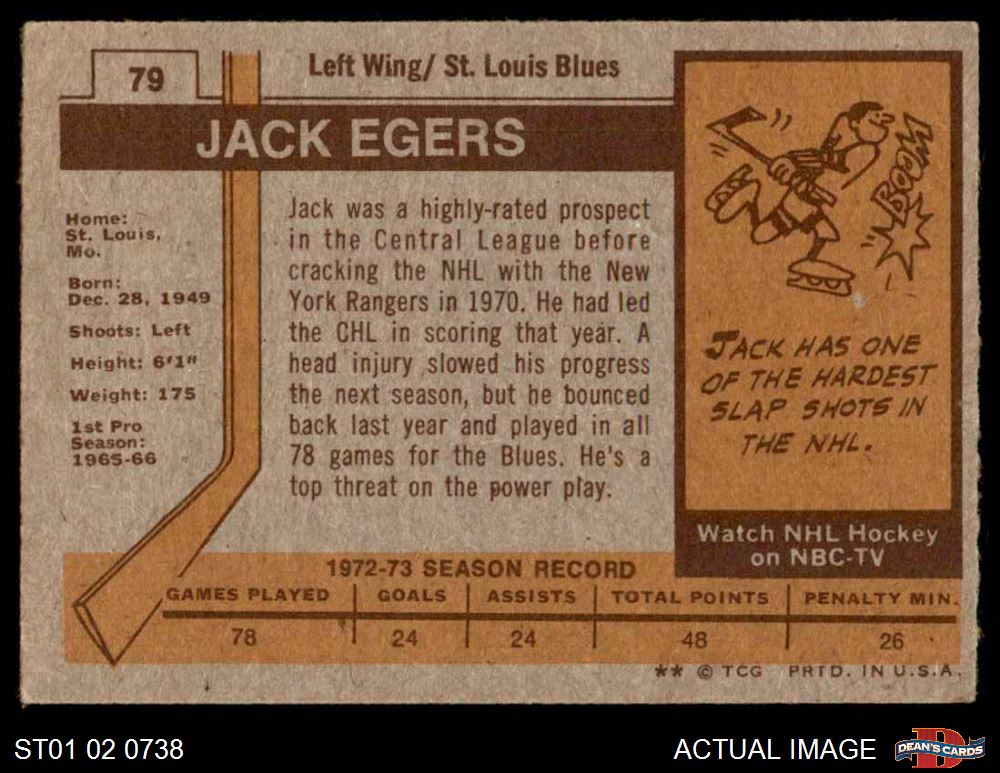 79
Left Wing/ St. Louis Blues
JACK EGERS
Home:
St. Louis,
Mo.
Born:
Dec. 28, 1949
Shoots: Left
Height: 6'1"
Weight: 175
1st Pro
Season:
1965-66
Jack was a highly-rated prospect
in the Central League before
cracking the NHL with the New
York Rangers in 1970. He had led
the CHL in scoring that year. A
head injury slowed his progress
the next season, but he bounced
back last year and played in all
78 games for the Blues. He's a
top threat on the power play.
BOOM
JACK HAS ONE
OF THE HARDEST
SLAP SHOTS IN
THE NHL.
Watch NHL Hockey
on NBC-TV
1972-73 SEASON RECORD
GAMES PLAYED GOALS ASSISTS TOTAL POINTS PENALTY MIN.
78 24 24 48 26
** © TCG PRTD. IN U.S.A.
ST01 02 0738
ACTUAL IMAGE
D
DEAN'S CARDS